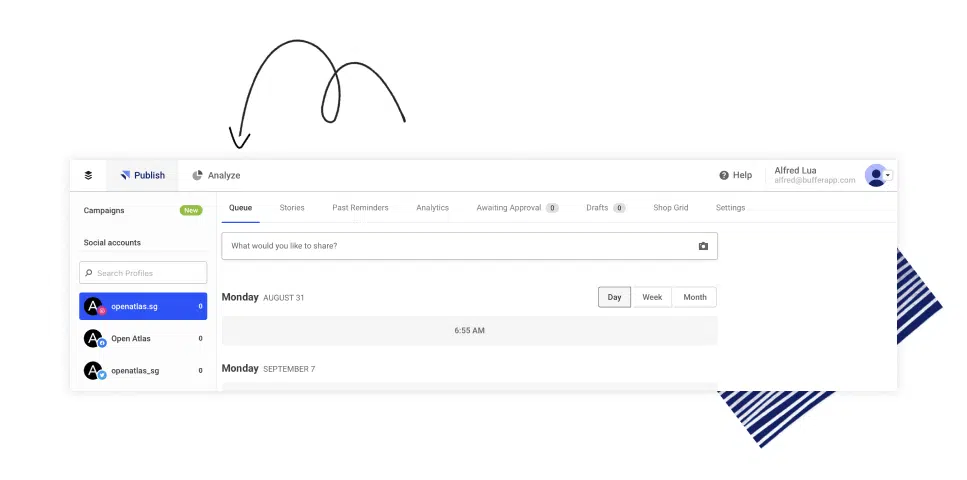 Publish Analyze Help Alfred Lua
alfred@bufferapp.com
Campaigns New
Queue Stories Past Reminders Analytics Awaiting Approval 0 Drafts 0 Shop Grid Settings
Social accounts
What would you like to share?
Search Profiles
Monday AUGUST 31 Day Week Month
openatlas.sg 0
6:55 AM
Open Atlas 0
Monday SEPTEMBER 7
openatlas_sg 0